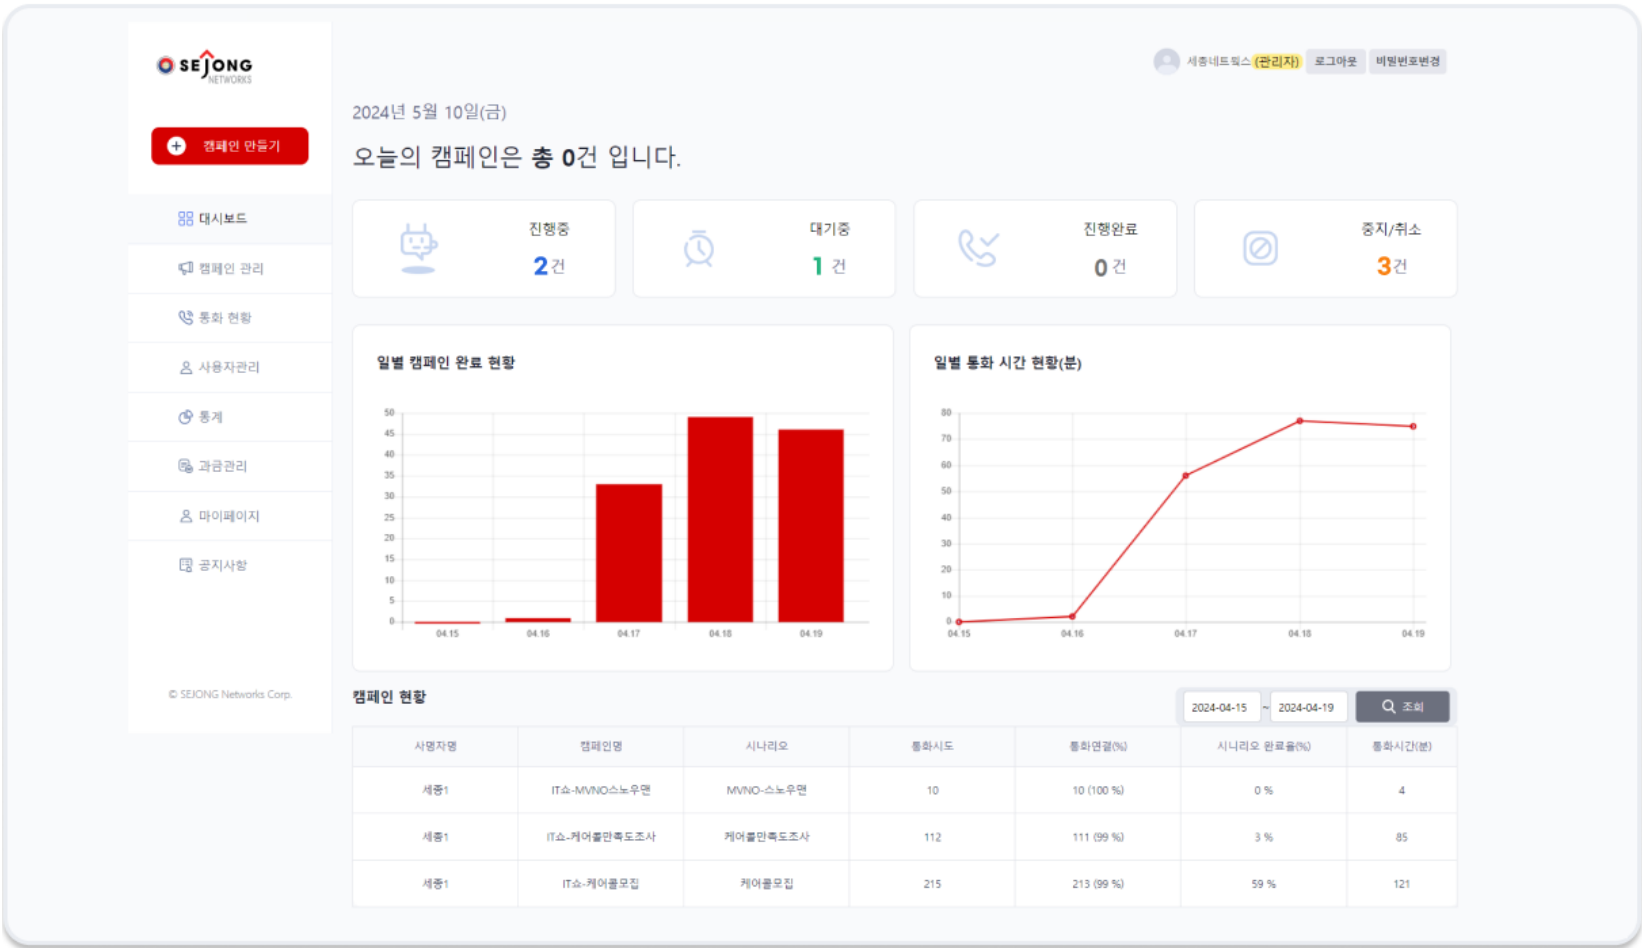 SEJONG
NETWORKS
세종네트웍스 (관리자) 로그아웃 비밀번호변경
캠페인 만들기
대시보드
캠페인 관리
통화 현황
사용자관리
통계
과금관리
마이페이지
공지사항
© SEJONG Networks Corp.
2024년 5월 10일(금)
오늘의 캠페인은 총 0건 입니다.
진행중
2건
대기중
1 건
진행완료
0 건
중지/취소
3건
일별 캠페인 완료 현황
50
45
40
35
30
25
20
15
10
5
0
04.15 04.16 04.17 04.18 04.19
일별 통화 시간 현황(분)
80
70
60
50
40
30
20
10
0
04.15 04.16 04.17 04.18 04.19
캠페인 현황
2024-04-15 ~ 2024-04-19 조회
사명자명 캠페인명 시나리오 통화시도 통화연결(%) 시나리오 완료율(%) 통화시간(분)
세종1 IT쇼-MVNO스노우맨 MVNO-스노우맨 10 10 (100 %) 0 % 4
세종1 IT쇼-케어콜만족도조사 케어콜만족도조사 112 111 (99 %) 3 % 85
세종1 IT쇼-케어콜모집 케어콜모집 215 213 (99 %) 59 % 121